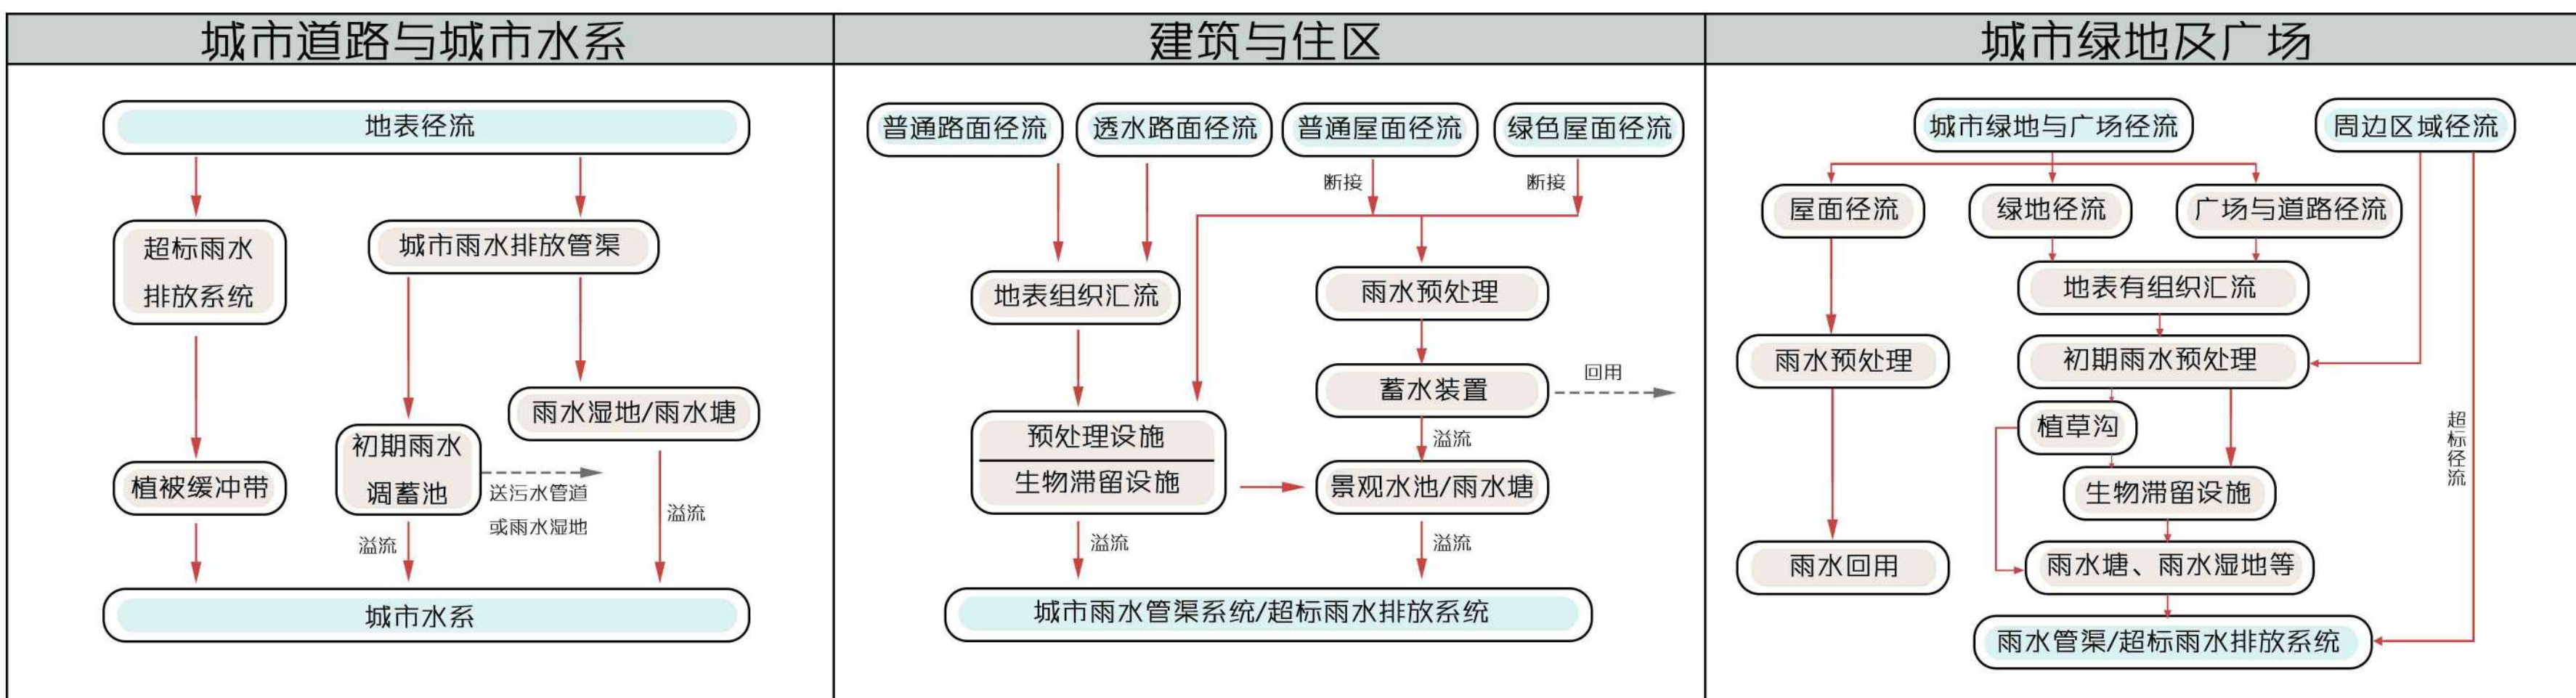 城市道路与城市水系
地表径流
超标雨水
排放系统
城市雨水排放管渠
雨水湿地/雨水塘
初期雨水
调蓄池
植被缓冲带
送污水管道
或雨水湿地
溢流
溢流
城市水系
建筑与住区
普通路面径流
透水路面径流
普通屋面径流
绿色屋面径流
断接
断接
地表组织汇流
雨水预处理
蓄水装置
回用
溢流
预处理设施
生物滞留设施
景观水池/雨水塘
溢流
溢流
城市雨水管渠系统/超标雨水排放系统
城市绿地及广场
城市绿地与广场径流
周边区域径流
屋面径流
绿地径流
广场与道路径流
地表有组织汇流
雨水预处理
初期雨水预处理
植草沟
超标径流
生物滞留设施
雨水回用
雨水塘、雨水湿地等
雨水管渠/超标雨水排放系统